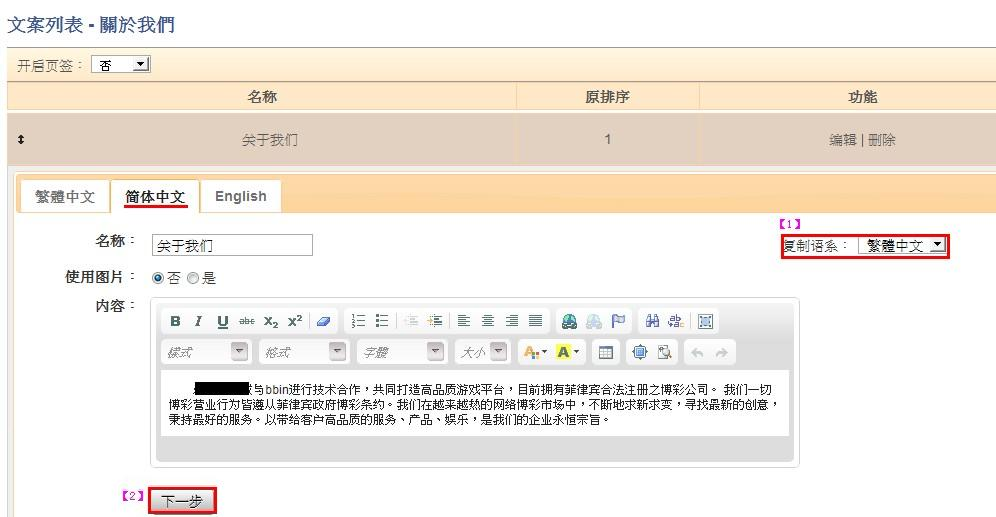 文案列表 - 關於我們
开启页签： 否
名称 原排序 功能
关于我们 1 编辑 | 删除
繁體中文 简体中文 English
【1】
名称： 关于我们 复制语系： 繁體中文
使用图片： 否 是
内容：
B I U abc X₂ X²
樣式 格式 字體 大小 A A
与bbin进行技术合作，共同打造高品质游戏平台，目前拥有菲律宾合法注册之博彩公司。 我们一切
博彩营业行为皆遵从菲律宾政府博彩条约。我们在越来越热的网络博彩市场中，不断地求新求变，寻找最新的创意，
秉持最好的服务。以带给客户高品质的服务、产品、娱乐，是我们的企业永恒宗旨。
【2】 下一步